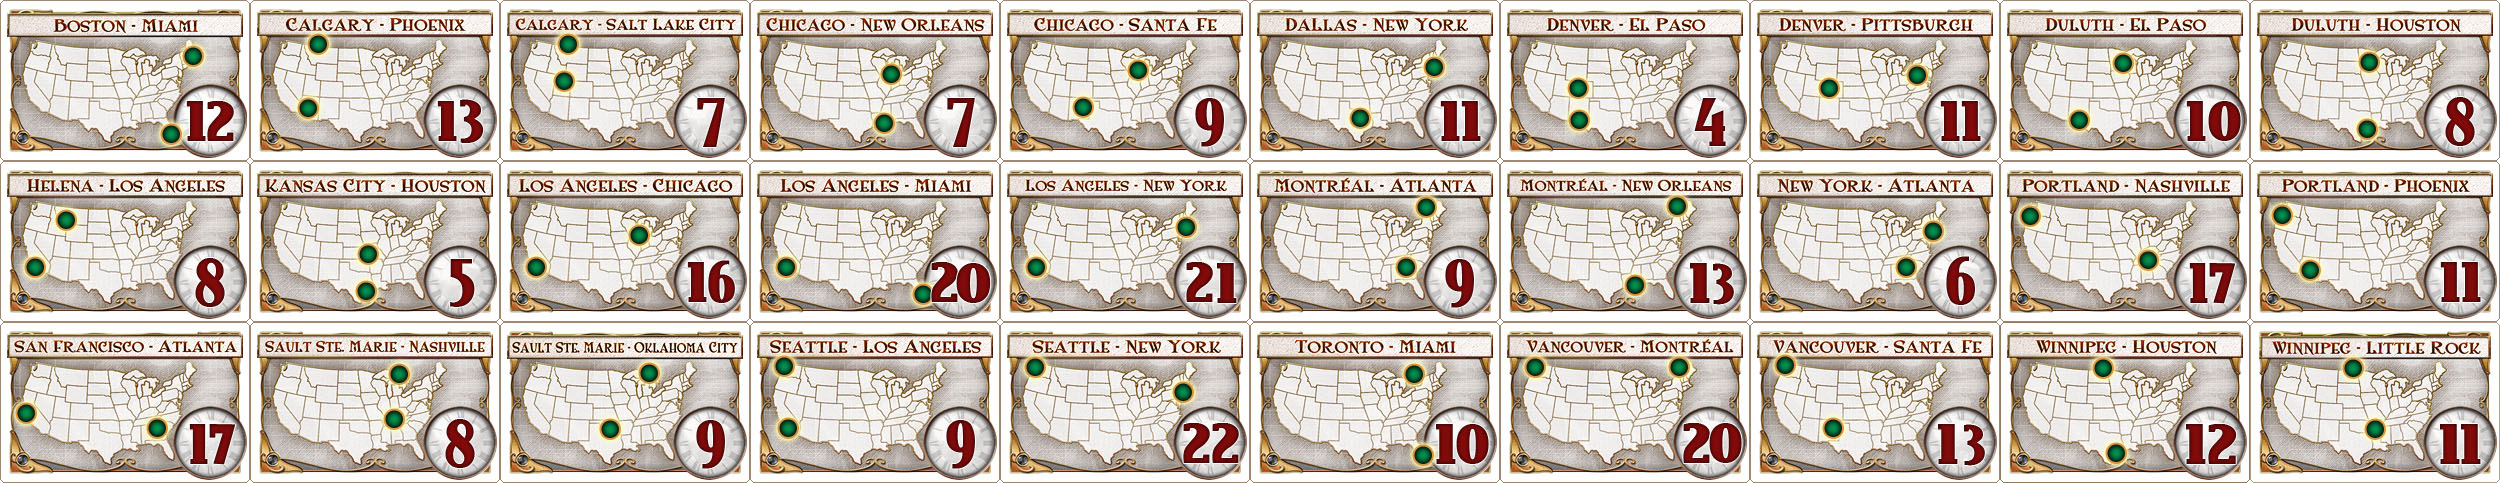 BOSTON - MIAMI
12
CALGARY - PHOENIX
13
CALGARY - SALT LAKE CITY
7
CHICAGO - NEW ORLEANS
7
CHICAGO - SANTA FE
9
DALLAS - NEW YORK
11
DENVER - EL PASO
4
DENVER - PITTSBURGH
11
DULUTH - EL PASO
10
DULUTH - HOUSTON
8
HELENA - LOS ANGELES
8
KANSAS CITY - HOUSTON
5
LOS ANGELES - CHICAGO
16
LOS ANGELES - MIAMI
20
LOS ANGELES - NEW YORK
21
MONTRÉAL - ATLANTA
9
MONTRÉAL - NEW ORLEANS
13
NEW YORK - ATLANTA
6
PORTLAND - NASHVILLE
17
PORTLAND - PHOENIX
11
SAN FRANCISCO - ATLANTA
17
SAULT STE. MARIE - NASHVILLE
8
SAULT STE. MARIE - OKLAHOMA CITY
9
SEATTLE - LOS ANGELES
9
SEATTLE - NEW YORK
22
TORONTO - MIAMI
10
VANCOUVER - MONTRÉAL
20
VANCOUVER - SANTA FE
13
WINNIPEG - HOUSTON
12
WINNIPEG - LITTLE ROCK
11